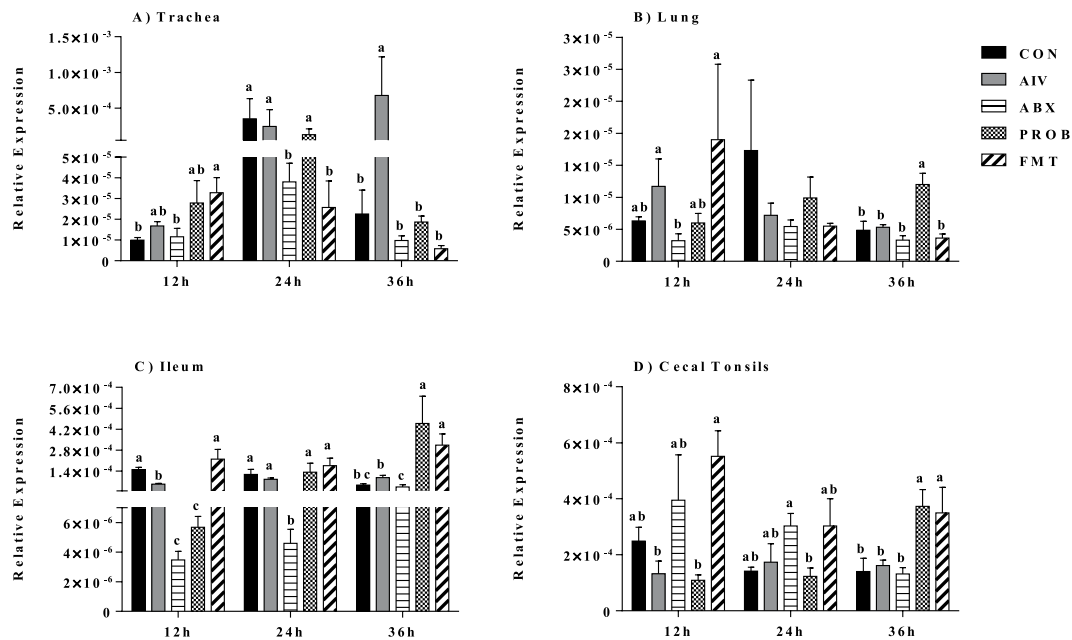 A) Trachea
Relative Expression
1.5×10⁻³
1.0×10⁻³
5.0×10⁻⁴
5×10⁻⁵
4×10⁻⁵
3×10⁻⁵
2×10⁻⁵
1×10⁻⁵
0
b ab b ab a
a a b a b
b a b b b
12h 24h 36h
B) Lung
Relative Expression
3×10⁻⁵
3×10⁻⁵
2×10⁻⁵
2×10⁻⁵
1×10⁻⁵
5×10⁻⁶
0
ab a b ab a
b b b a b
12h 24h 36h
CON
AIV
ABX
PROB
FMT
C) Ileum
Relative Expression
7.0×10⁻⁴
5.6×10⁻⁴
4.2×10⁻⁴
2.8×10⁻⁴
1.4×10⁻⁴
6×10⁻⁶
4×10⁻⁶
2×10⁻⁶
0
a b c c a
a a b a a
bc b c a a
12h 24h 36h
D) Cecal Tonsils
Relative Expression
8×10⁻⁴
6×10⁻⁴
4×10⁻⁴
2×10⁻⁴
0
ab b ab b a
ab ab a b ab
b b b a a
12h 24h 36h